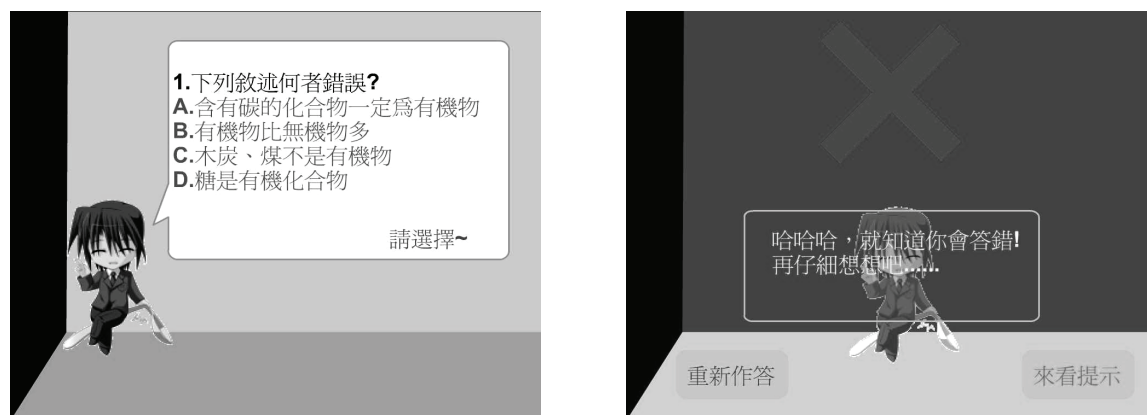 1.下列敘述何者錯誤?
A.含有碳的化合物一定爲有機物
B.有機物比無機物多
C.木炭、煤不是有機物
D.糖是有機化合物
請選擇~
哈哈哈，就知道你會答錯!
再仔細想想吧......
重新作答
來看提示